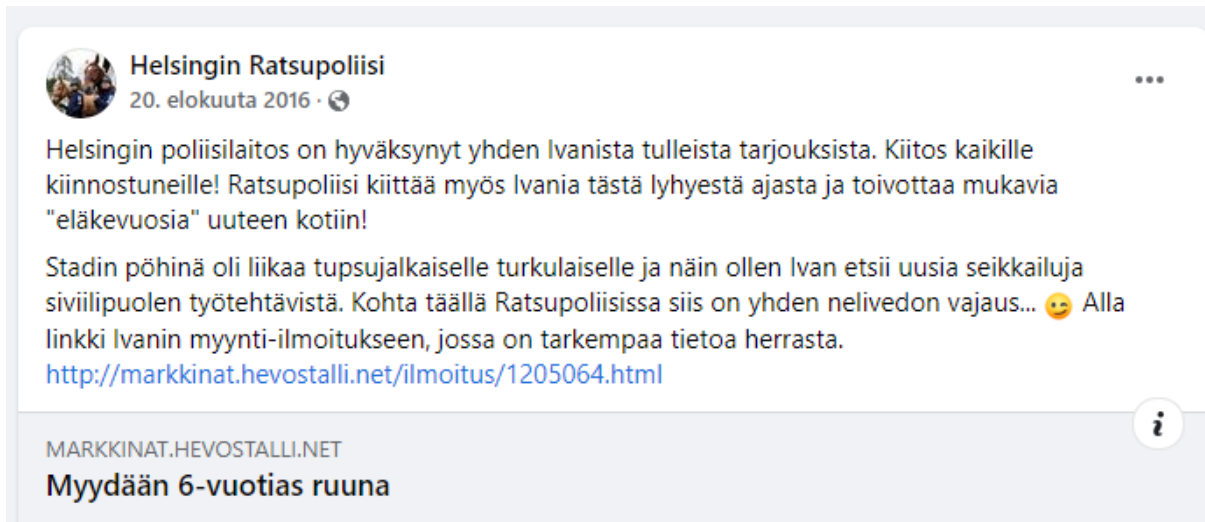 Helsingin Ratsupoliisi
20. elokuuta 2016 ·
Helsingin poliisilaitos on hyväksynyt yhden Ivanista tulleista tarjouksista. Kiitos kaikille
kiinnostuneille! Ratsupoliisi kiittää myös Ivania tästä lyhyestä ajasta ja toivottaa mukavia
"eläkevuosia" uuteen kotiin!
Stadin pöhinä oli liikaa tupsujalkaiselle turkulaiselle ja näin ollen Ivan etsii uusia seikkailuja
siviilipuolen työtehtävistä. Kohta täällä Ratsupoliisissa siis on yhden nelivedon vajaus... 😉 Alla
linkki Ivanin myynti-ilmoitukseen, jossa on tarkempaa tietoa herrasta.
http://markkinat.hevostalli.net/ilmoitus/1205064.html
MARKKINAT.HEVOSTALLI.NET
Myydään 6-vuotias ruuna